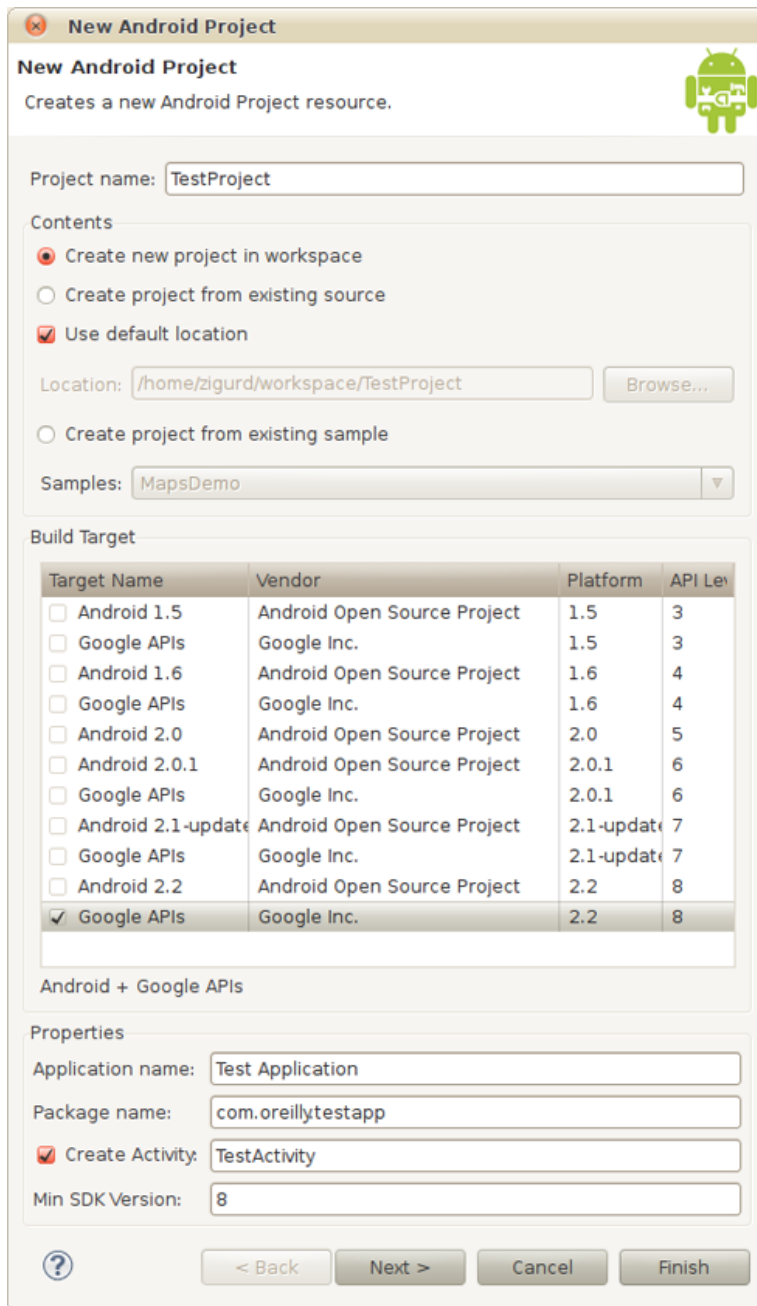 New Android Project
New Android Project
Creates a new Android Project resource.
Project name: TestProject
Contents
Create new project in workspace
Create project from existing source
Use default location
Location: /home/zigurd/workspace/TestProject Browse...
Create project from existing sample
Samples: MapsDemo
Build Target
Target Name Vendor Platform API Lev
Android 1.5 Android Open Source Project 1.5 3
Google APIs Google Inc. 1.5 3
Android 1.6 Android Open Source Project 1.6 4
Google APIs Google Inc. 1.6 4
Android 2.0 Android Open Source Project 2.0 5
Android 2.0.1 Android Open Source Project 2.0.1 6
Google APIs Google Inc. 2.0.1 6
Android 2.1-update Android Open Source Project 2.1-update 7
Google APIs Google Inc. 2.1-update 7
Android 2.2 Android Open Source Project 2.2 8
Google APIs Google Inc. 2.2 8
Android + Google APIs
Properties
Application name: Test Application
Package name: com.oreilly.testapp
Create Activity: TestActivity
Min SDK Version: 8
? < Back Next > Cancel Finish